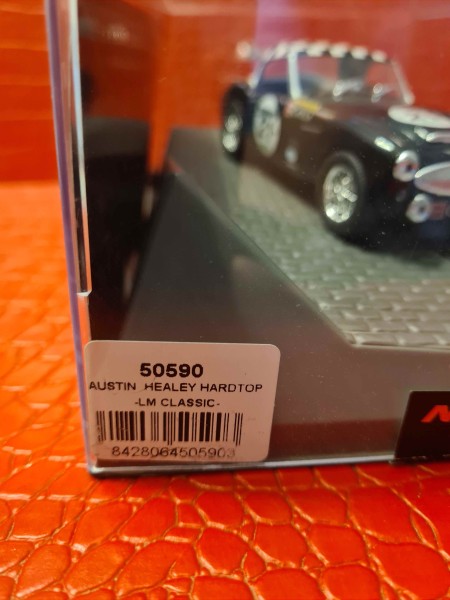 50590
AUSTIN HEALEY HARDTOP
-LM CLASSIC-
8428064505903